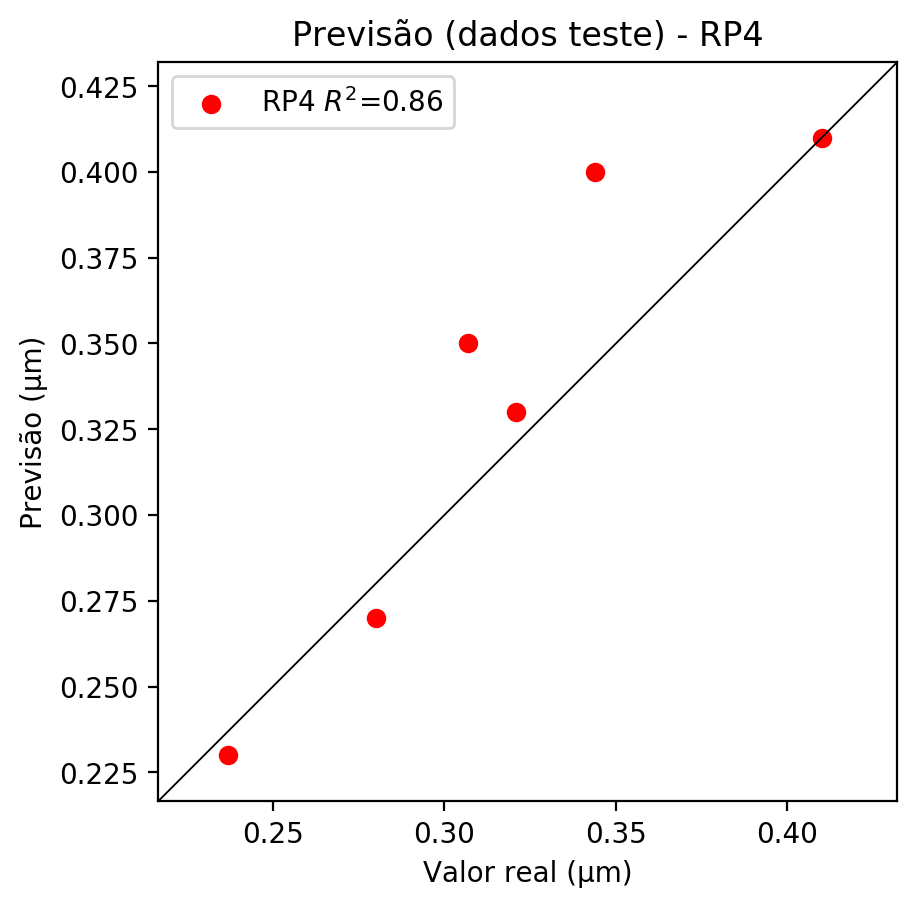 Previsão (dados teste) - RP4
RP4 R²=0.86
0.425
0.400
0.375
0.350
0.325
0.300
0.275
0.250
0.225
Previsão (μm)
0.25 0.30 0.35 0.40
Valor real (μm)